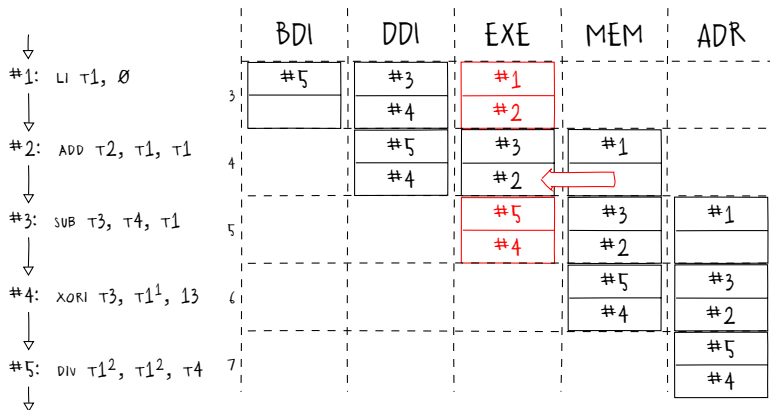 BDI DDI EXE MEM ADR
#1: LI T1, Ø
3 #5 #3 #1
#4 #2
#2: ADD T2, T1, T1
4 #5 #3 #1
#4 #2
#3: SUB T3, T4, T1
5 #5 #3 #1
#4 #2
#4: XORI T3, T1¹, 13
6 #5 #3
#4 #2
#5: DIV T1², T1², T4
7 #5
#4